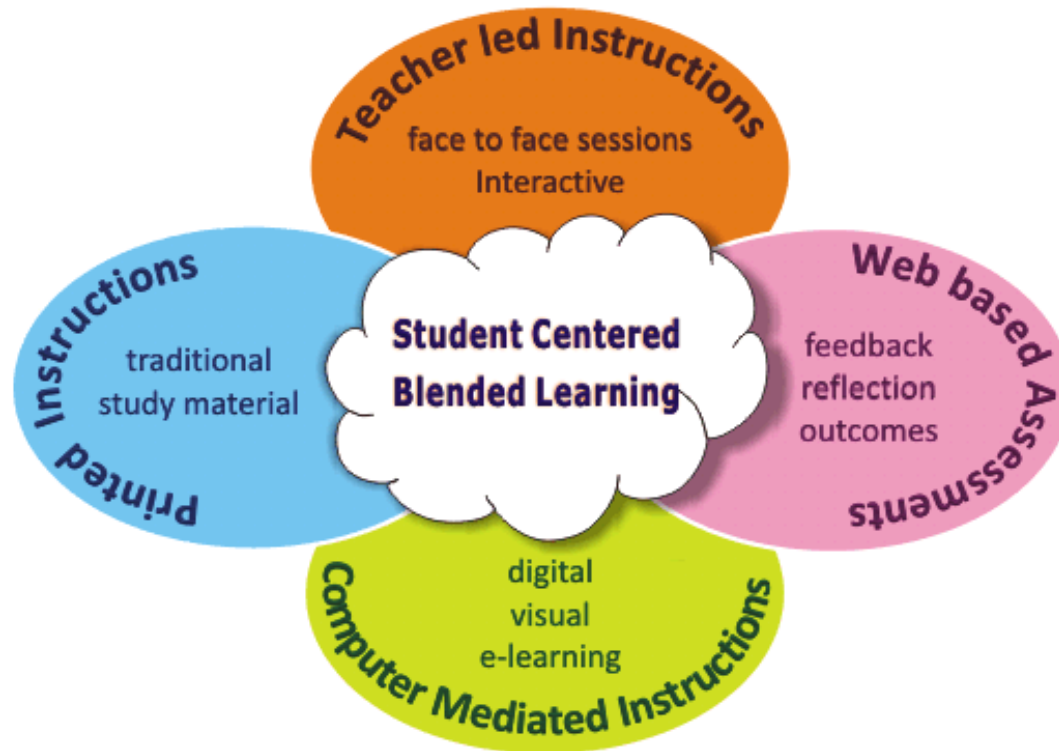 Teacher led Instructions
face to face sessions
Interactive
Printed Instructions
traditional
study material
Student Centered
Blended Learning
Web based Assessments
feedback
reflection
outcomes
digital
visual
e-learning
Computer Mediated Instructions